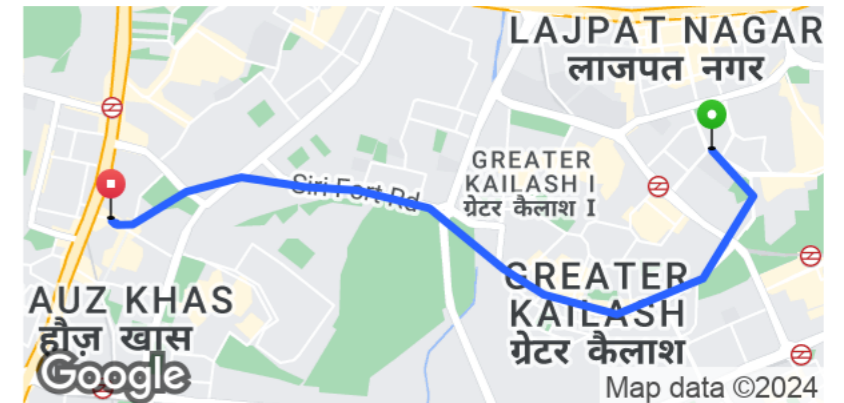 LAJPAT NAGAR
लाजपत नगर
GREATER
KAILASH I
ग्रेटर कैलाश I
Siri Fort Rd
GREATER
KAILASH
ग्रेटर कैलाश
AUZ KHAS
हौज़ खास
Google
Map data ©2024